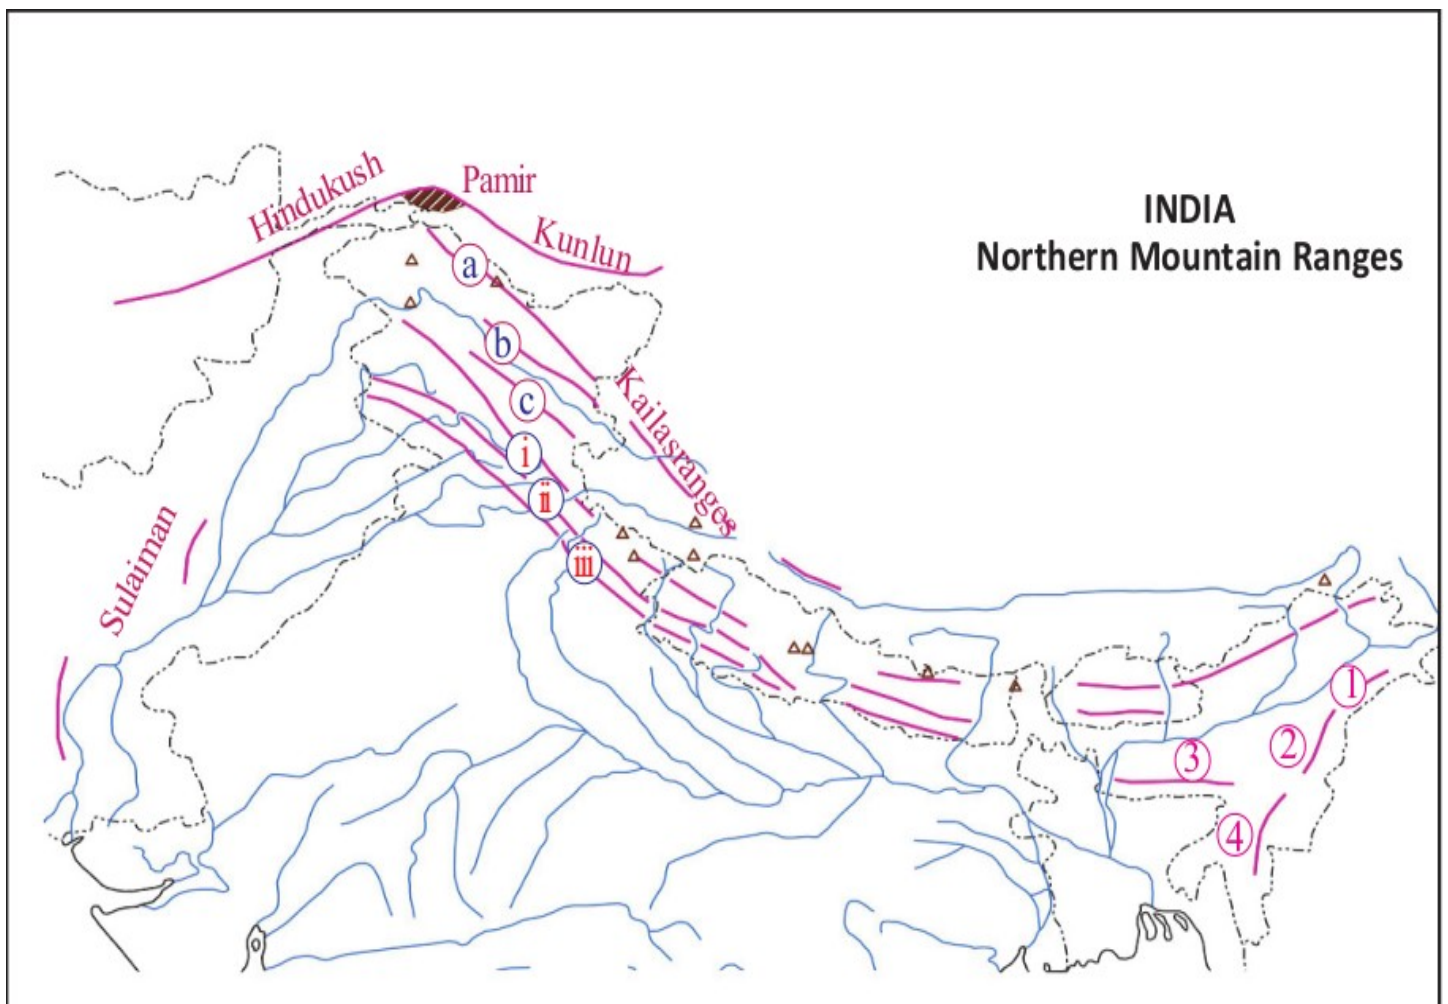 INDIA
Northern Mountain Ranges
Hindukush
Pamir
Kunlun
a
b
c
Kailasranges
i
ii
iii
Sulaiman
1
2
3
4